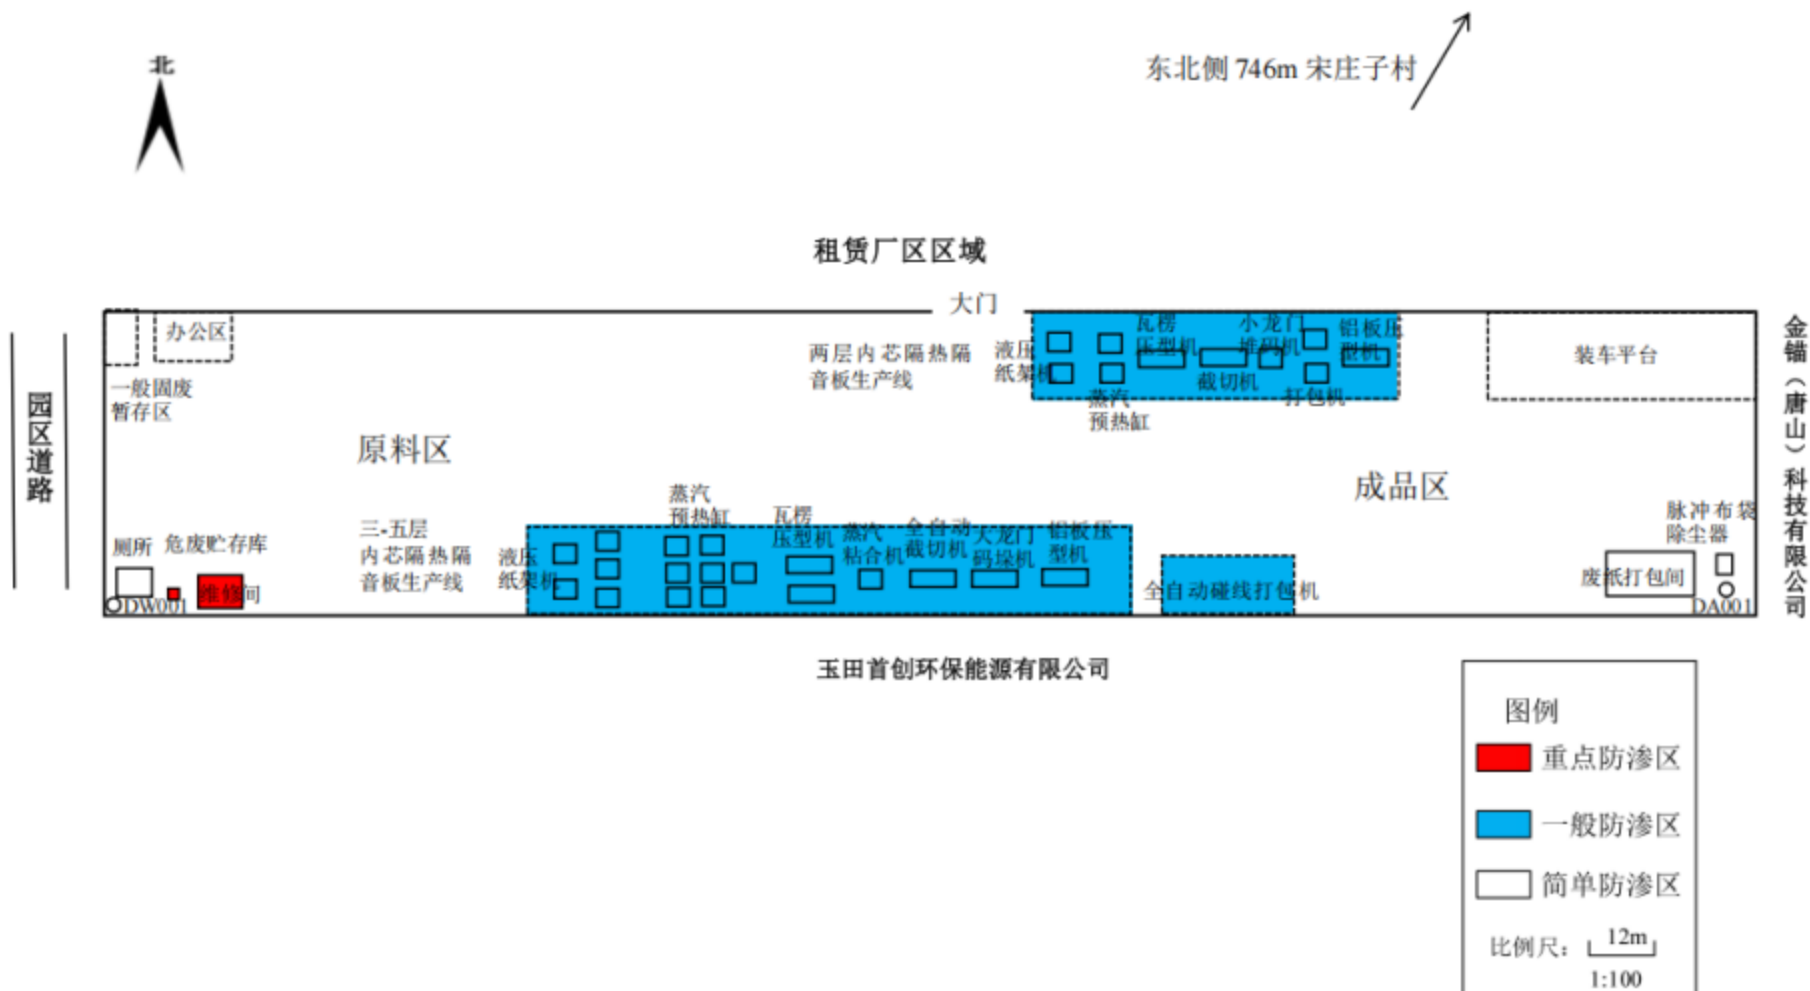 北
东北侧 746m 宋庄子村
租赁厂区区域
大门
办公区
一般固废
暂存区
园区道路
原料区
两层内芯隔热隔
音板生产线
液压
纸架机
蒸汽
预热缸
瓦楞
压型机
截切机
小龙门
堆码机
打包机
铝板压
型机
装车平台
金锚（唐山）科技有限公司
成品区
厕所
危废贮存库
维修间
DW001
三-五层
内芯隔热隔
音板生产线
液压
纸架机
蒸汽
预热缸
瓦楞
压型机
蒸汽
粘合机
全自动
截切机
大龙门
码垛机
铝板压
型机
全自动碰线打包机
脉冲布袋
除尘器
废纸打包间
DA001
玉田首创环保能源有限公司
图例
重点防渗区
一般防渗区
简单防渗区
比例尺：
12m
1:100